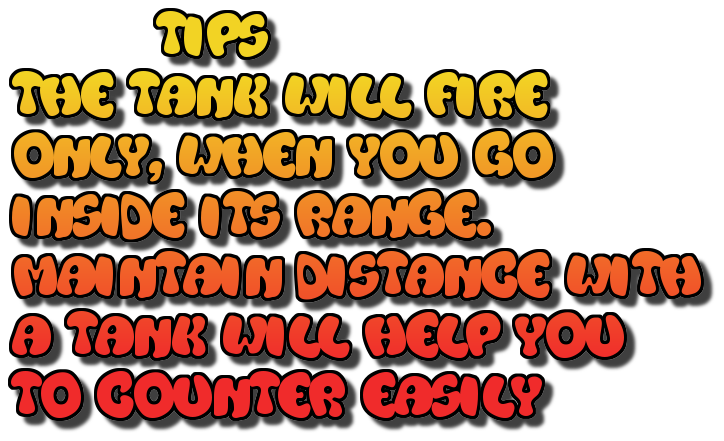 TIPS
THE TANK WILL FIRE
ONLY, WHEN YOU GO
INSIDE ITS RANGE.
MAINTAIN DISTANCE WITH
A TANK WILL HELP YOU
TO COUNTER EASILY